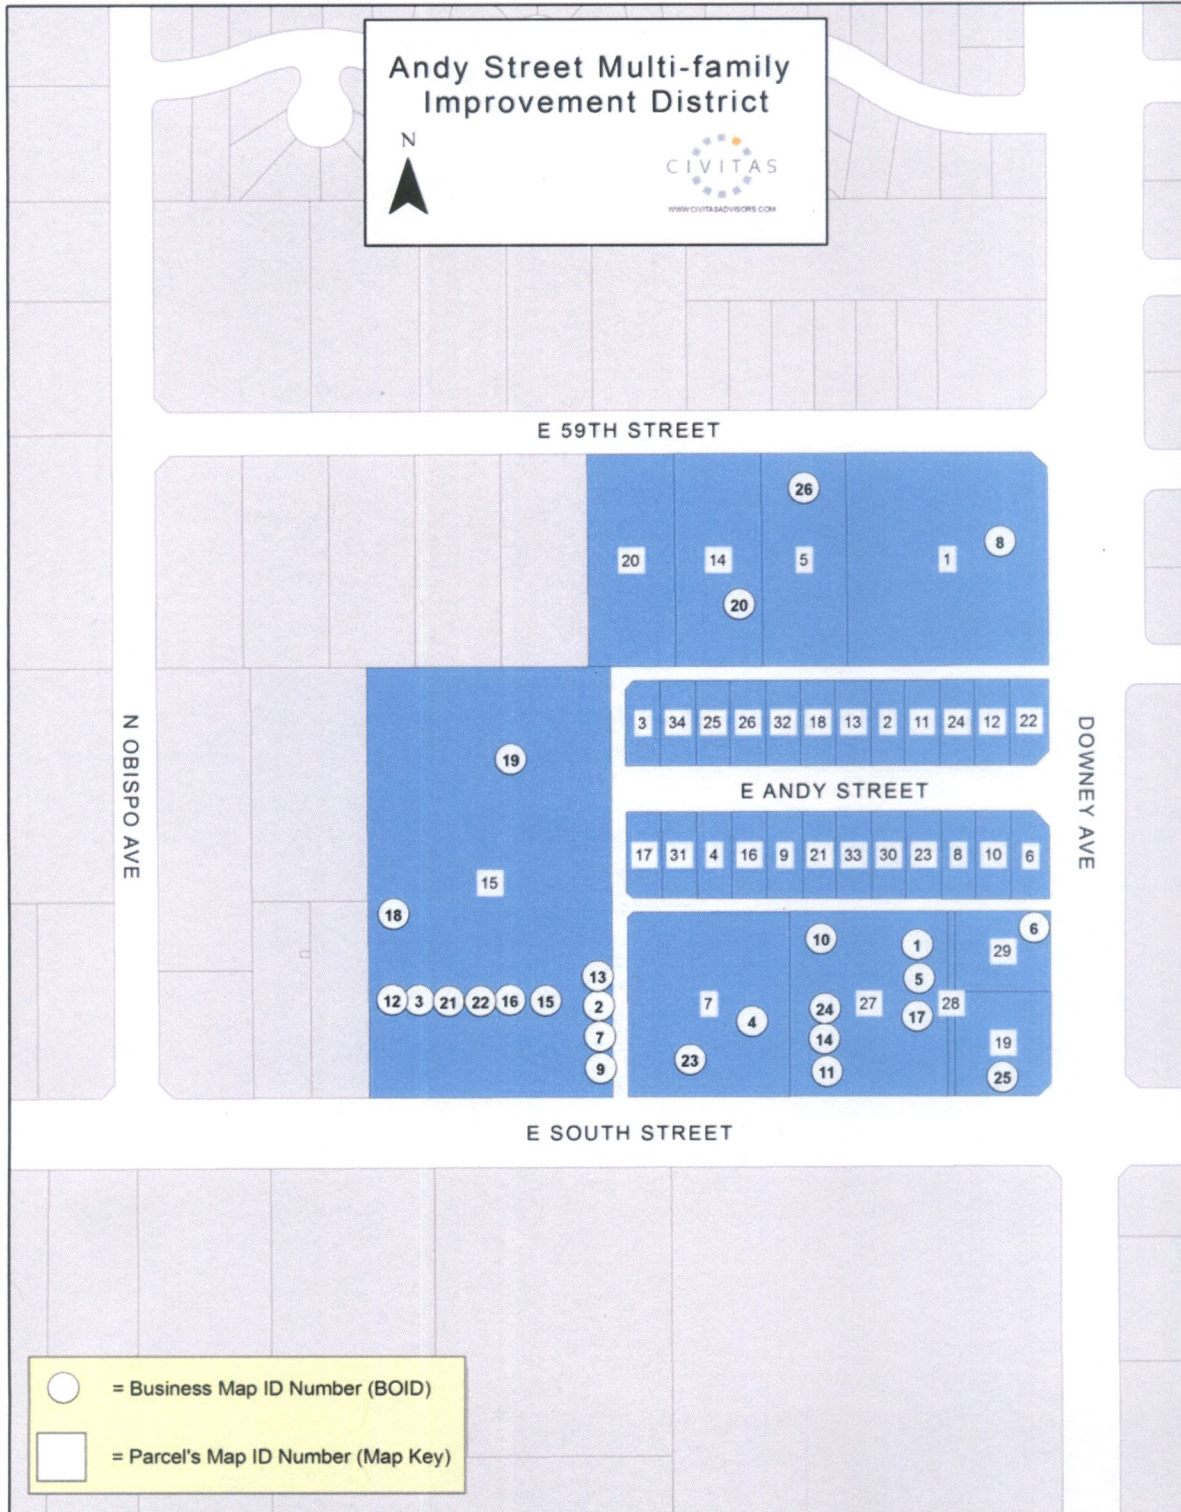 Andy Street Multi-family
Improvement District
N
CIVITAS
WWW.CIVITASADVISORS.COM
E 59TH STREET
26
8
20 14 5 1
20
3 34 25 26 32 18 13 2 11 24 12 22
N OBISPO AVE
DOWNEY AVE
19
E ANDY STREET
17 31 4 16 9 21 33 30 23 8 10 6
15
18
6
10 1
29
13
5
12 3 21 22 16 15 2
7 27 28
24
4
17
7
14
19
23
9
11
25
E SOUTH STREET
= Business Map ID Number (BOID)
= Parcel's Map ID Number (Map Key)